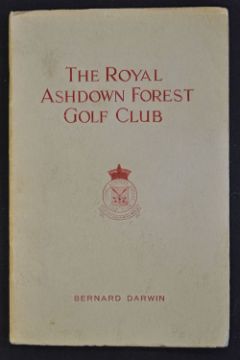 THE ROYAL
ASHDOWN FOREST
GOLF CLUB
BERNARD DARWIN